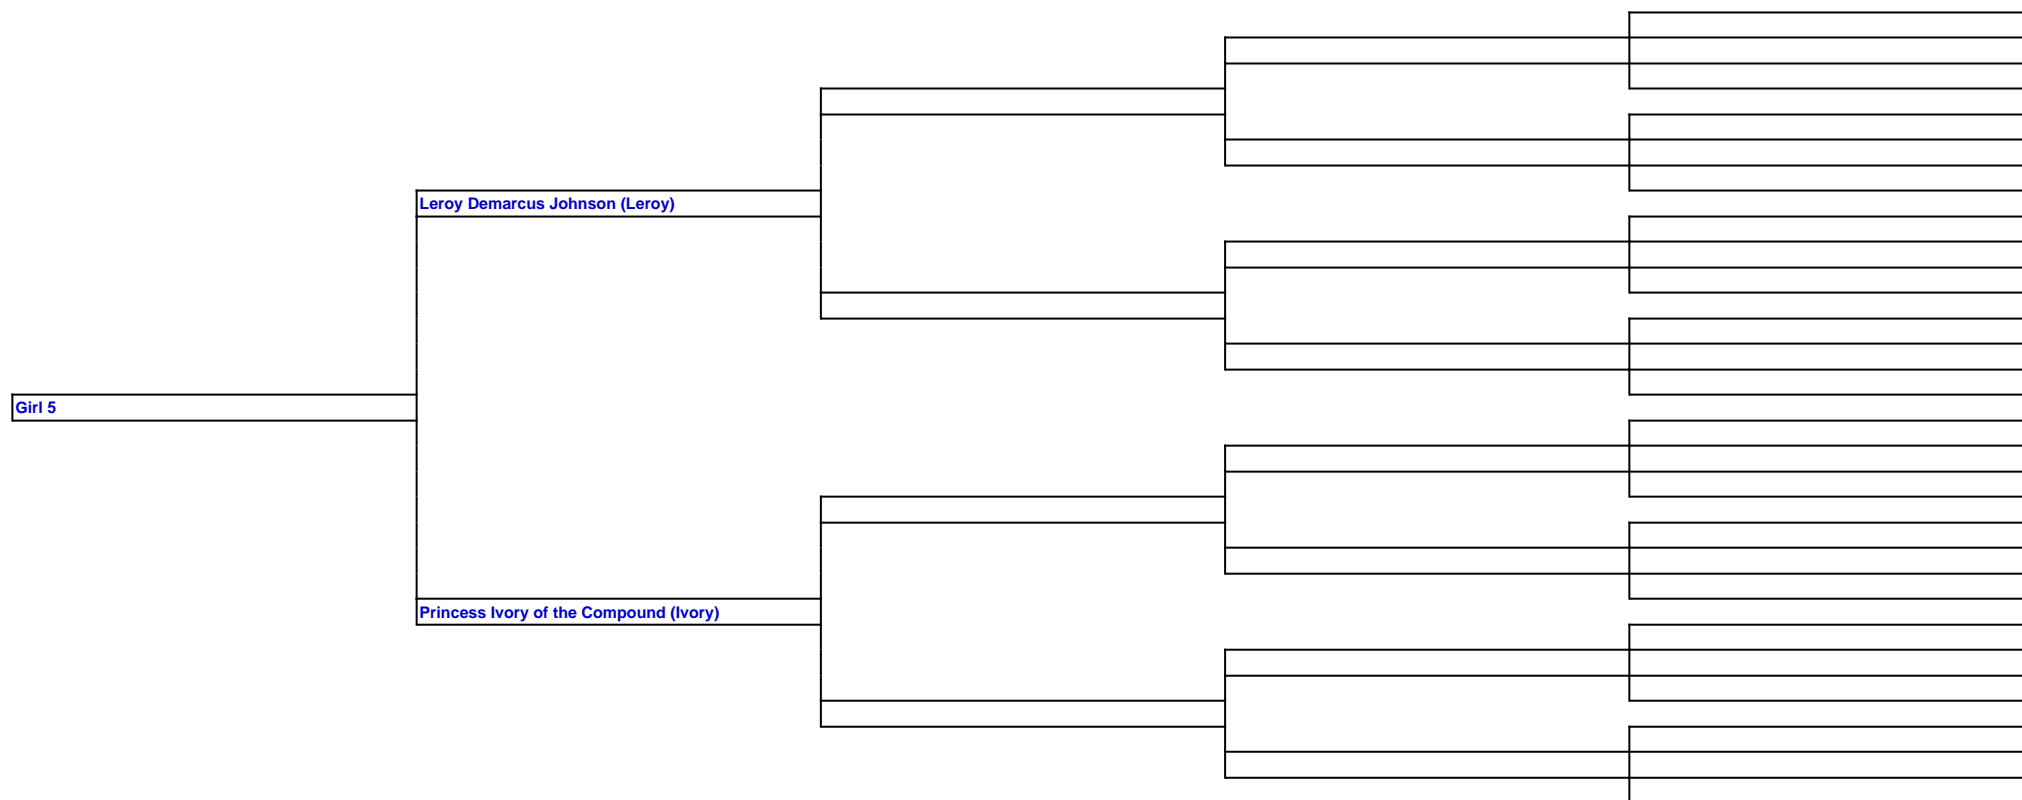 Leroy Demarcus Johnson (Leroy)
Girl 5
Princess Ivory of the Compound (Ivory)